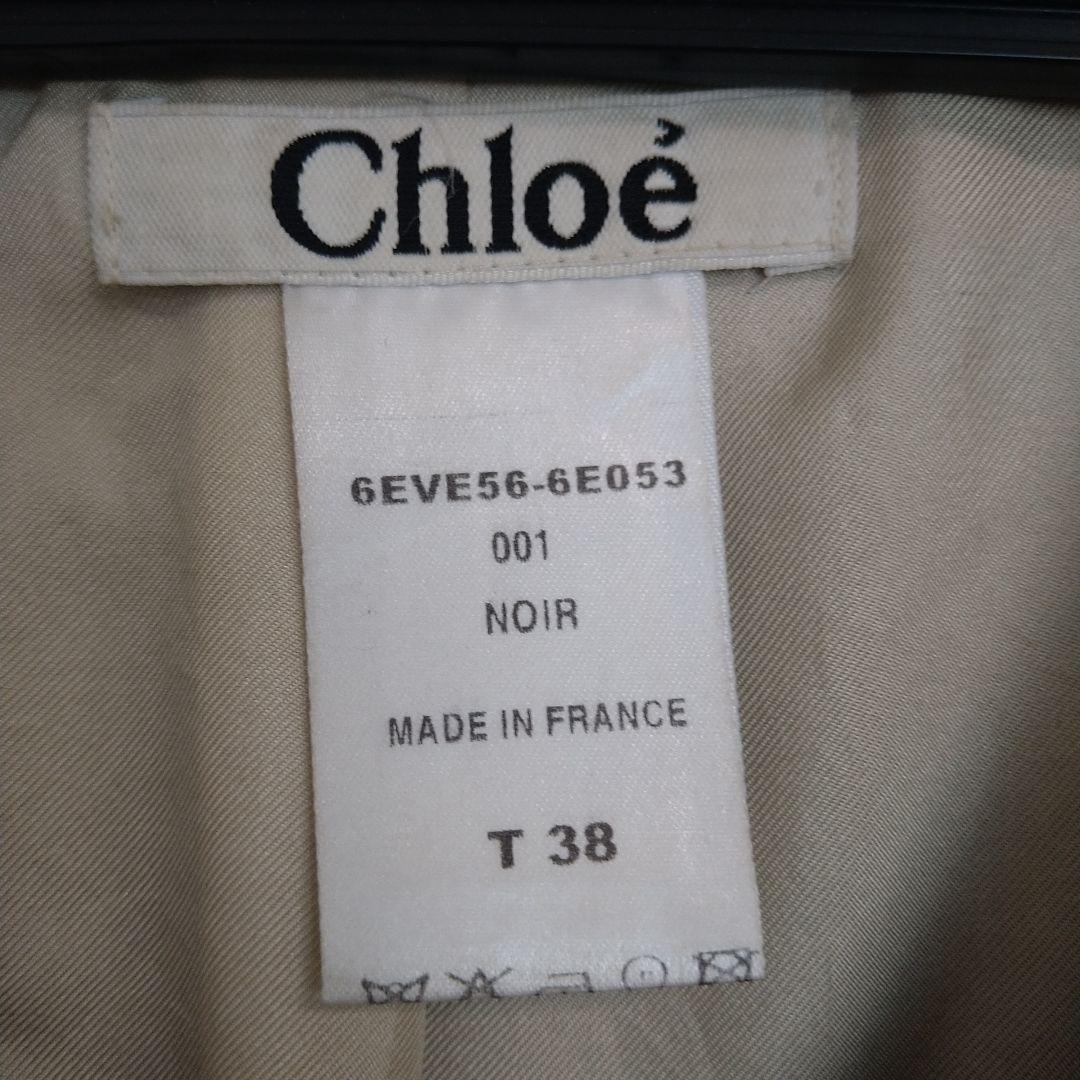 Chloé
6EVE56-6E053
001
NOIR
MADE IN FRANCE
T 38